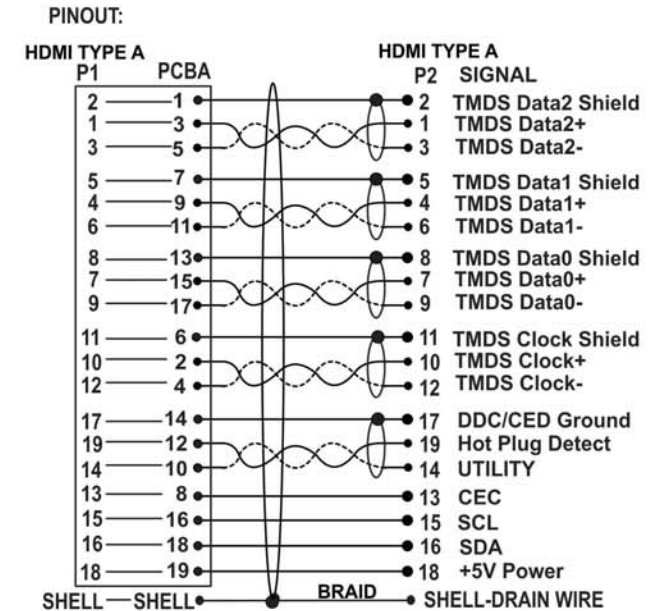 PINOUT:
HDMI TYPE A HDMI TYPE A
P1 PCBA P2 SIGNAL
2 1 2 TMDS Data2 Shield
1 3 1 TMDS Data2+
3 5 3 TMDS Data2-
5 7 5 TMDS Data1 Shield
4 9 4 TMDS Data1+
6 11 6 TMDS Data1-
8 13 8 TMDS Data0 Shield
7 15 7 TMDS Data0+
9 17 9 TMDS Data0-
11 6 11 TMDS Clock Shield
10 2 10 TMDS Clock+
12 4 12 TMDS Clock-
17 14 17 DDC/CED Ground
19 12 19 Hot Plug Detect
14 10 14 UTILITY
13 8 13 CEC
15 16 15 SCL
16 18 16 SDA
18 19 18 +5V Power
SHELL SHELL BRAID SHELL-DRAIN WIRE